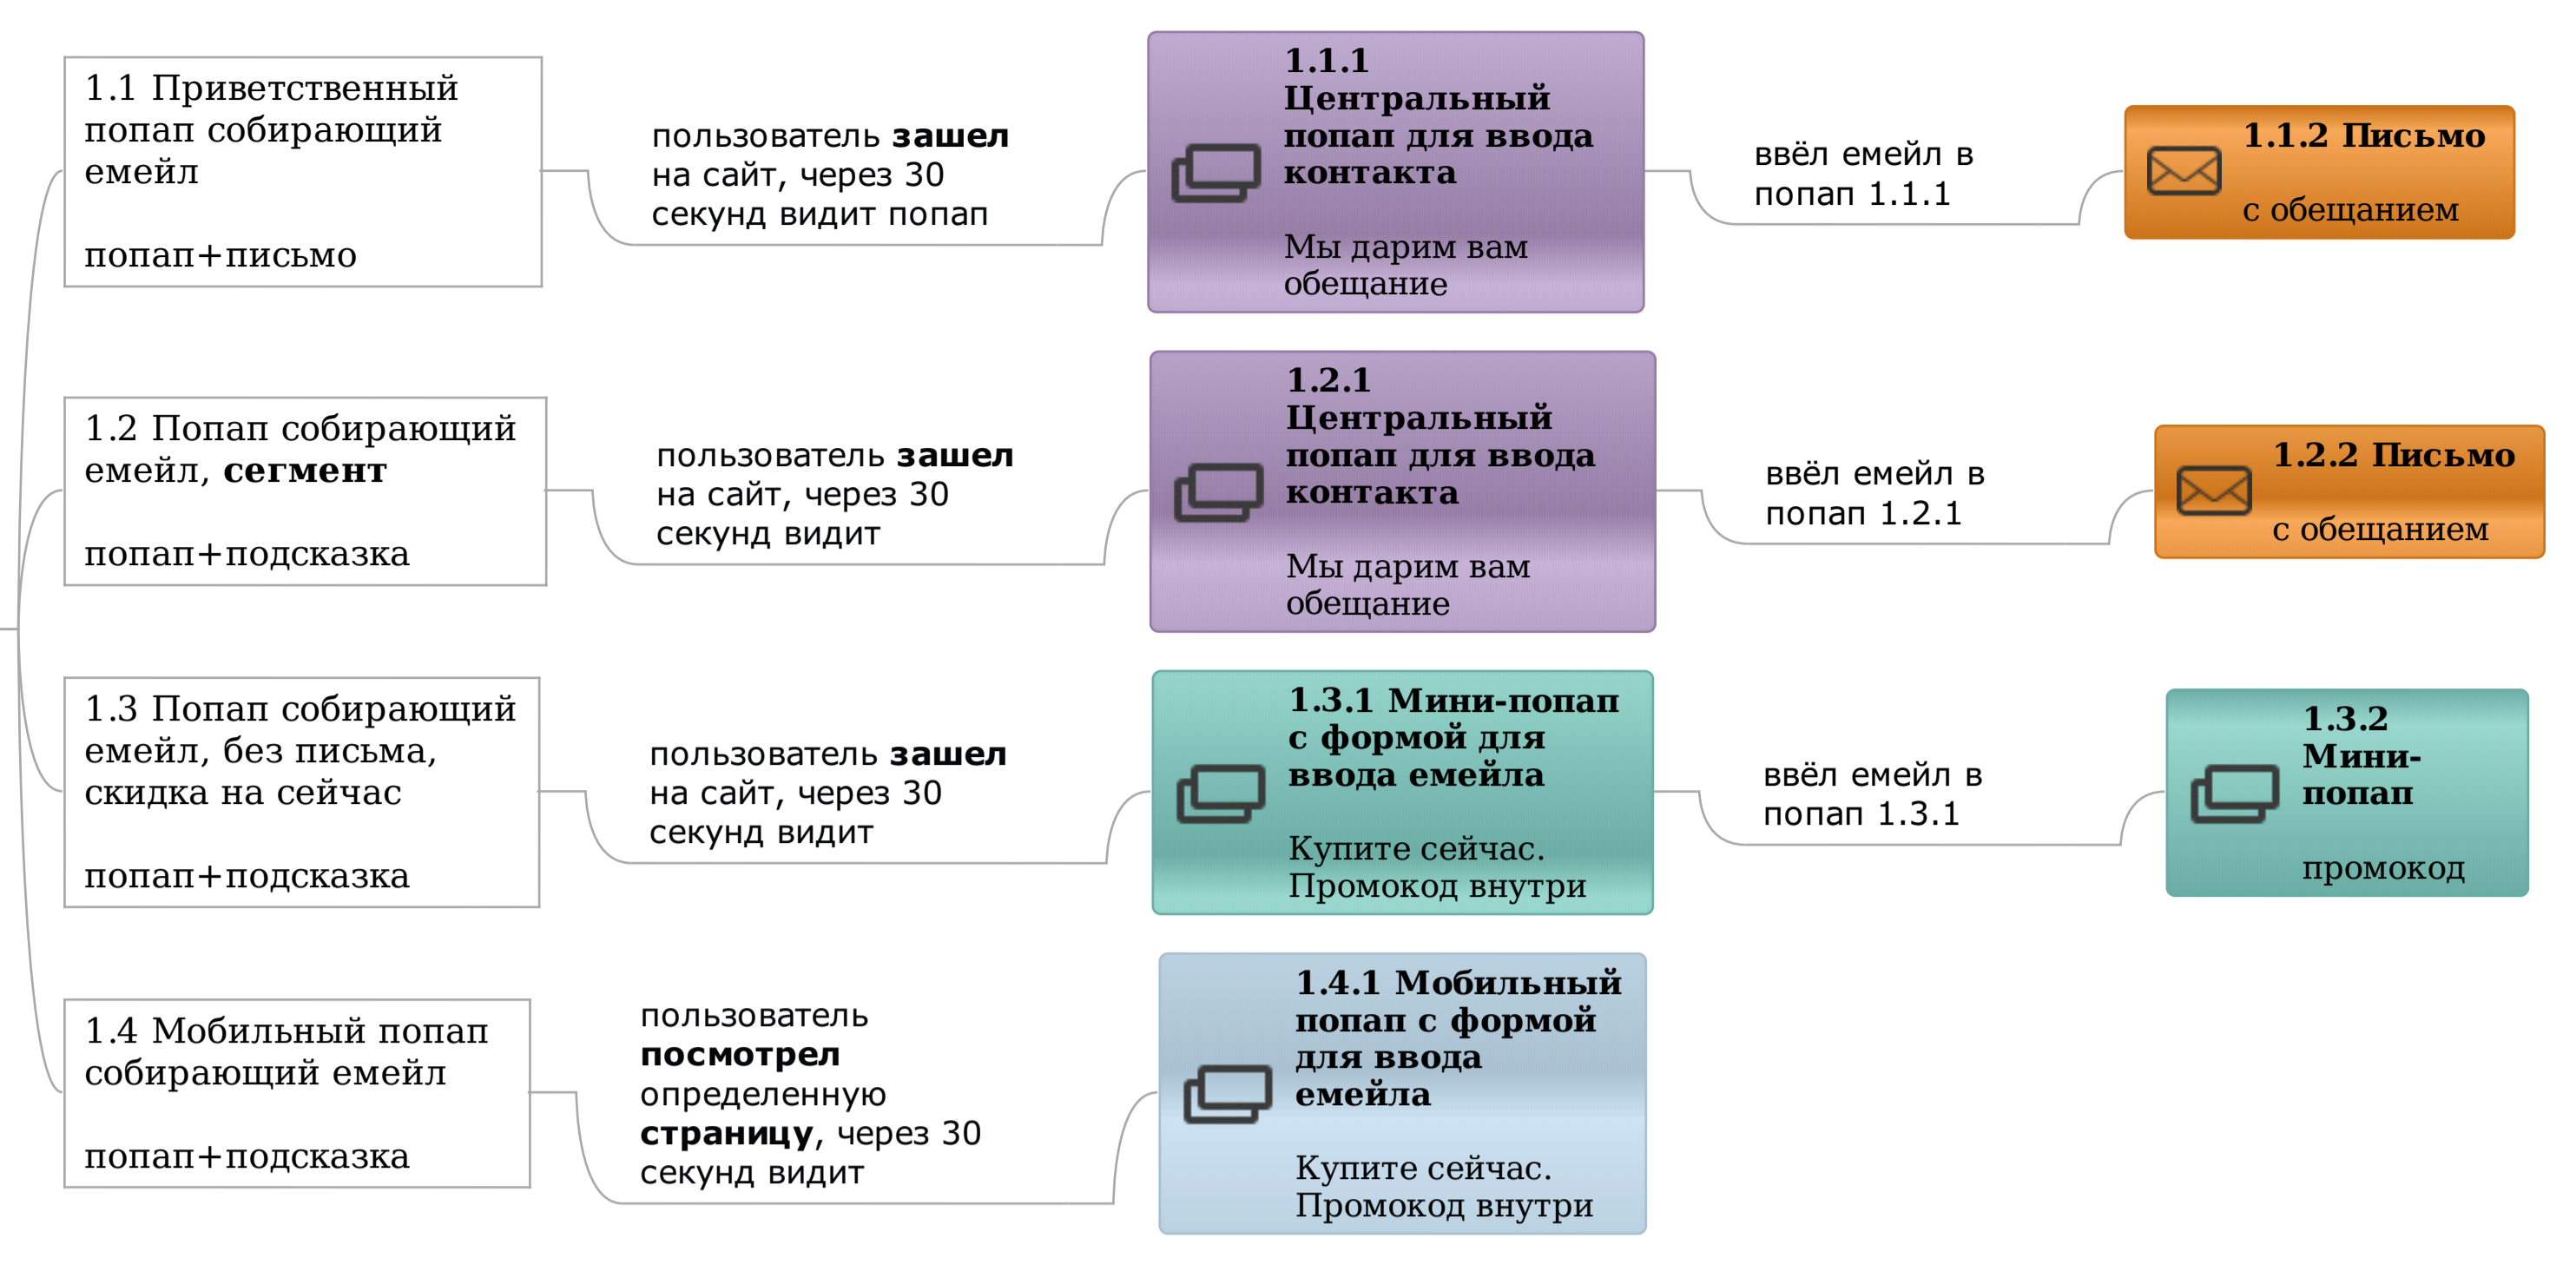 1.1 Приветственный
попап собирающий
емейл
попап+письмо
пользователь зашел
на сайт, через 30
секунд видит попап
1.1.1
Центральный
попап для ввода
контакта
Мы дарим вам
обещание
ввёл емейл в
попап 1.1.1
1.1.2 Письмо
с обещанием
1.2 Попап собирающий
емейл, сегмент
попап+подсказка
пользователь зашел
на сайт, через 30
секунд видит
1.2.1
Центральный
попап для ввода
контакта
Мы дарим вам
обещание
ввёл емейл в
попап 1.2.1
1.2.2 Письмо
с обещанием
1.3 Попап собирающий
емейл, без письма,
скидка на сейчас
попап+подсказка
пользователь зашел
на сайт, через 30
секунд видит
1.3.1 Мини-попап
с формой для
ввода емейла
Купите сейчас.
Промокод внутри
ввёл емейл в
попап 1.3.1
1.3.2
Мини-
попап
промокод
1.4 Мобильный попап
собирающий емейл
попап+подсказка
пользователь
посмотрел
определенную
страницу, через 30
секунд видит
1.4.1 Мобильный
попап с формой
для ввода
емейла
Купите сейчас.
Промокод внутри